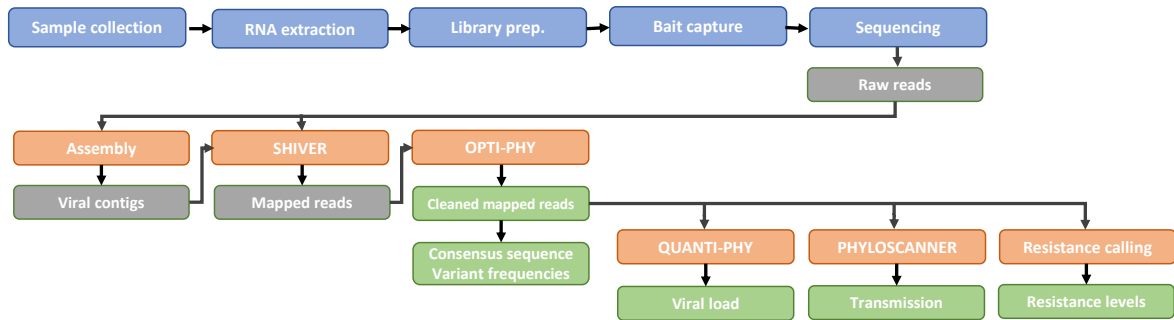 Sample collection
RNA extraction
Library prep.
Bait capture
Sequencing
Raw reads
Assembly
SHIVER
OPTI-PHY
Viral contigs
Mapped reads
Cleaned mapped reads
Consensus sequence
Variant frequencies
QUANTI-PHY
PHYLOSCANNER
Resistance calling
Viral load
Transmission
Resistance levels